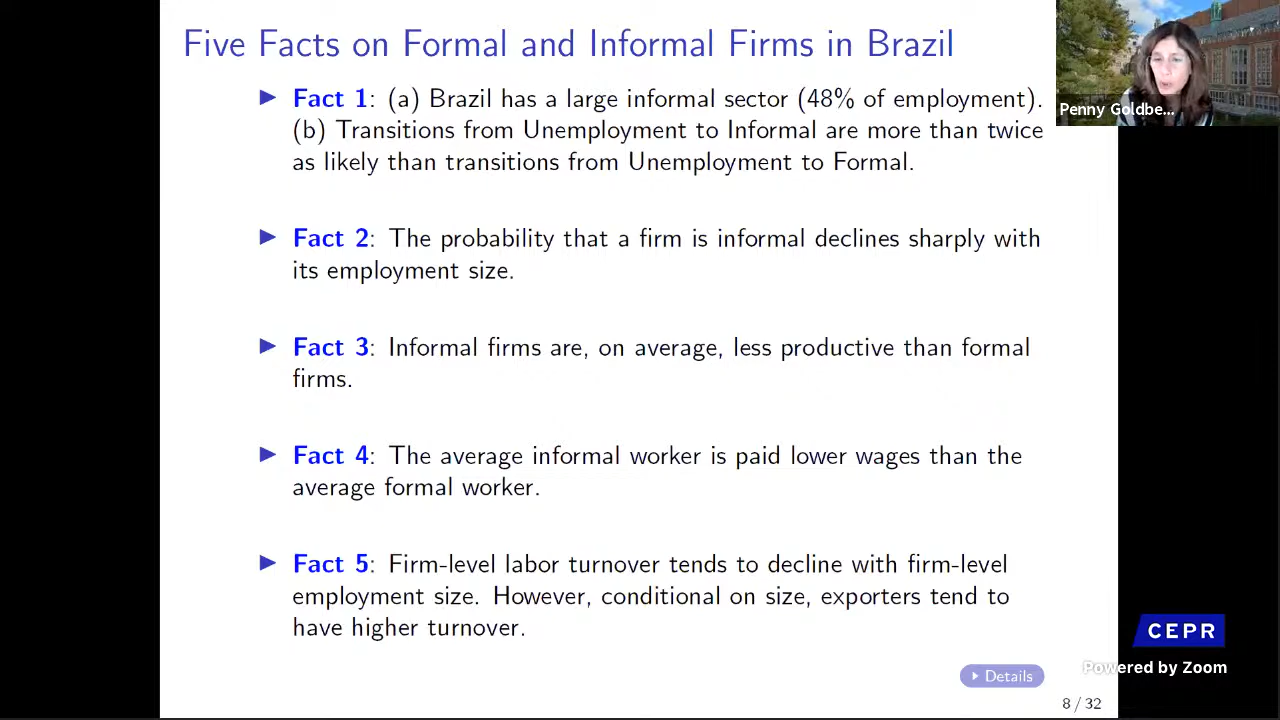 Five Facts on Formal and Informal Firms in Brazil
Penny Goldbe...
Fact 1: (a) Brazil has a large informal sector (48% of employment).
(b) Transitions from Unemployment to Informal are more than twice
as likely than transitions from Unemployment to Formal.
Fact 2: The probability that a firm is informal declines sharply with
its employment size.
Fact 3: Informal firms are, on average, less productive than formal
firms.
Fact 4: The average informal worker is paid lower wages than the
average formal worker.
Fact 5: Firm-level labor turnover tends to decline with firm-level
employment size. However, conditional on size, exporters tend to
have higher turnover.
CEPR
Powered by Zoom
Details
8 / 32